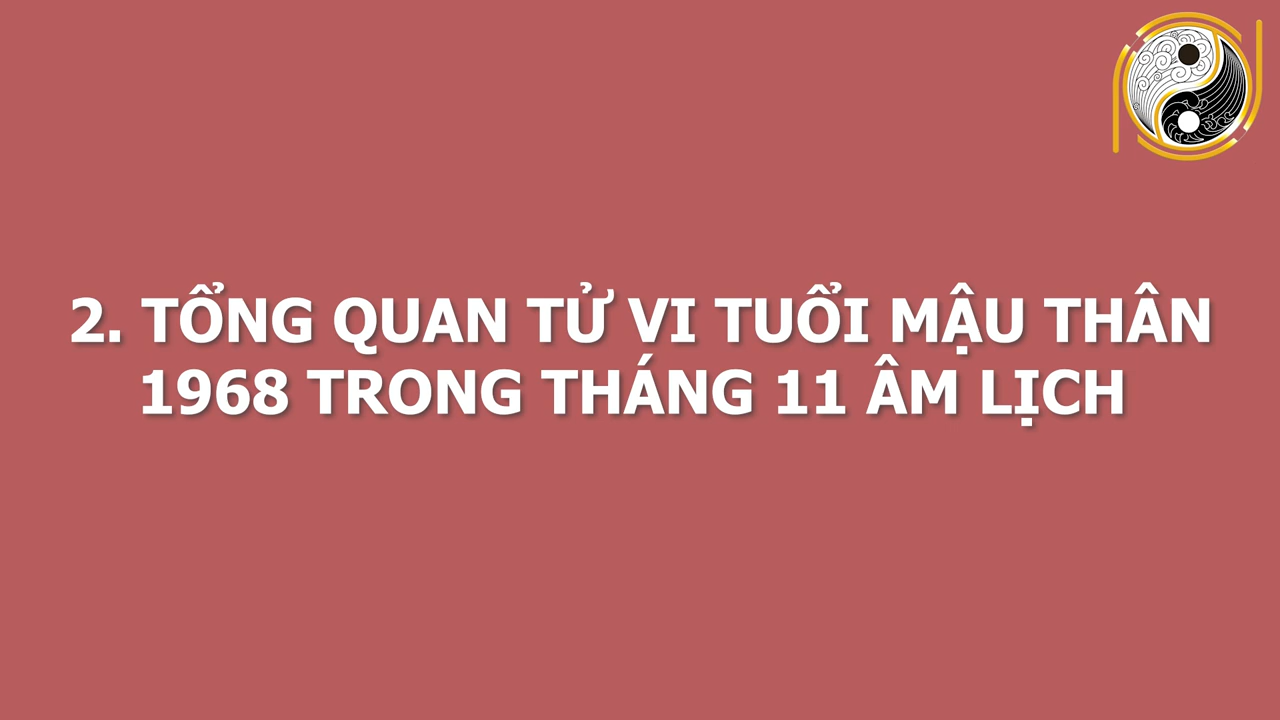 2. TỔNG QUAN TỬ VI TUỔI MẬU THÂN
1968 TRONG THÁNG 11 ÂM LỊCH